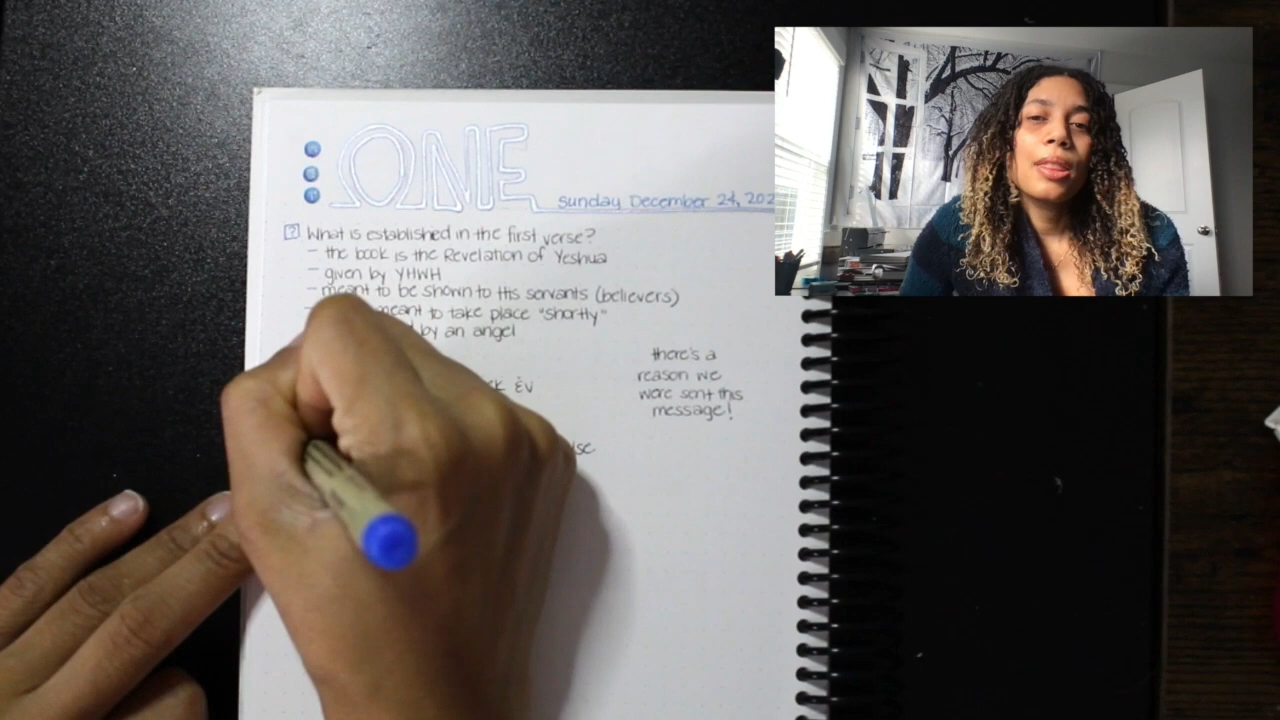 ONE
Sunday December 24, 202
? What is established in the first verse?
- the book is the Revelation of Yeshua
- given by YHWH
- meant to be shown to His servants (believers)
meant to take place "shortly"
by an angel
there's a
reason we
were sent this
message!